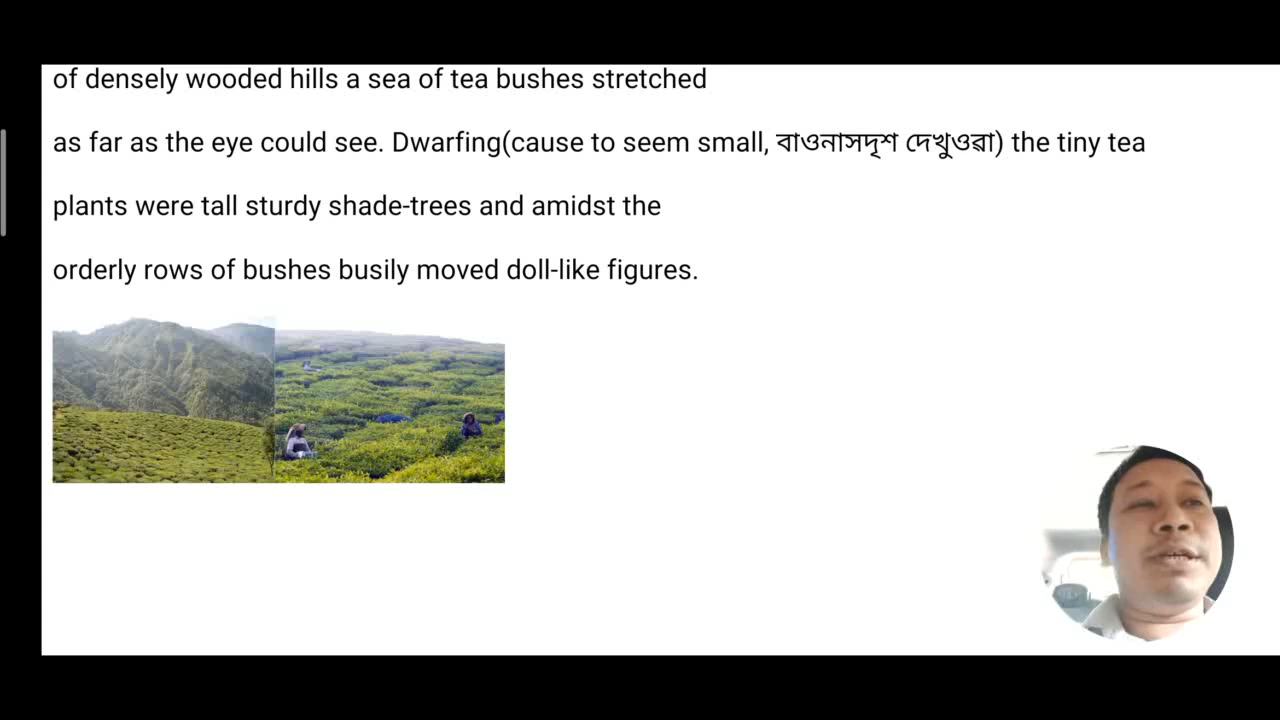 of densely wooded hills a sea of tea bushes stretched
as far as the eye could see. Dwarfing(cause to seem small, বাওনাসদৃশ দেখুওৱা) the tiny tea
plants were tall sturdy shade-trees and amidst the
orderly rows of bushes busily moved doll-like figures.